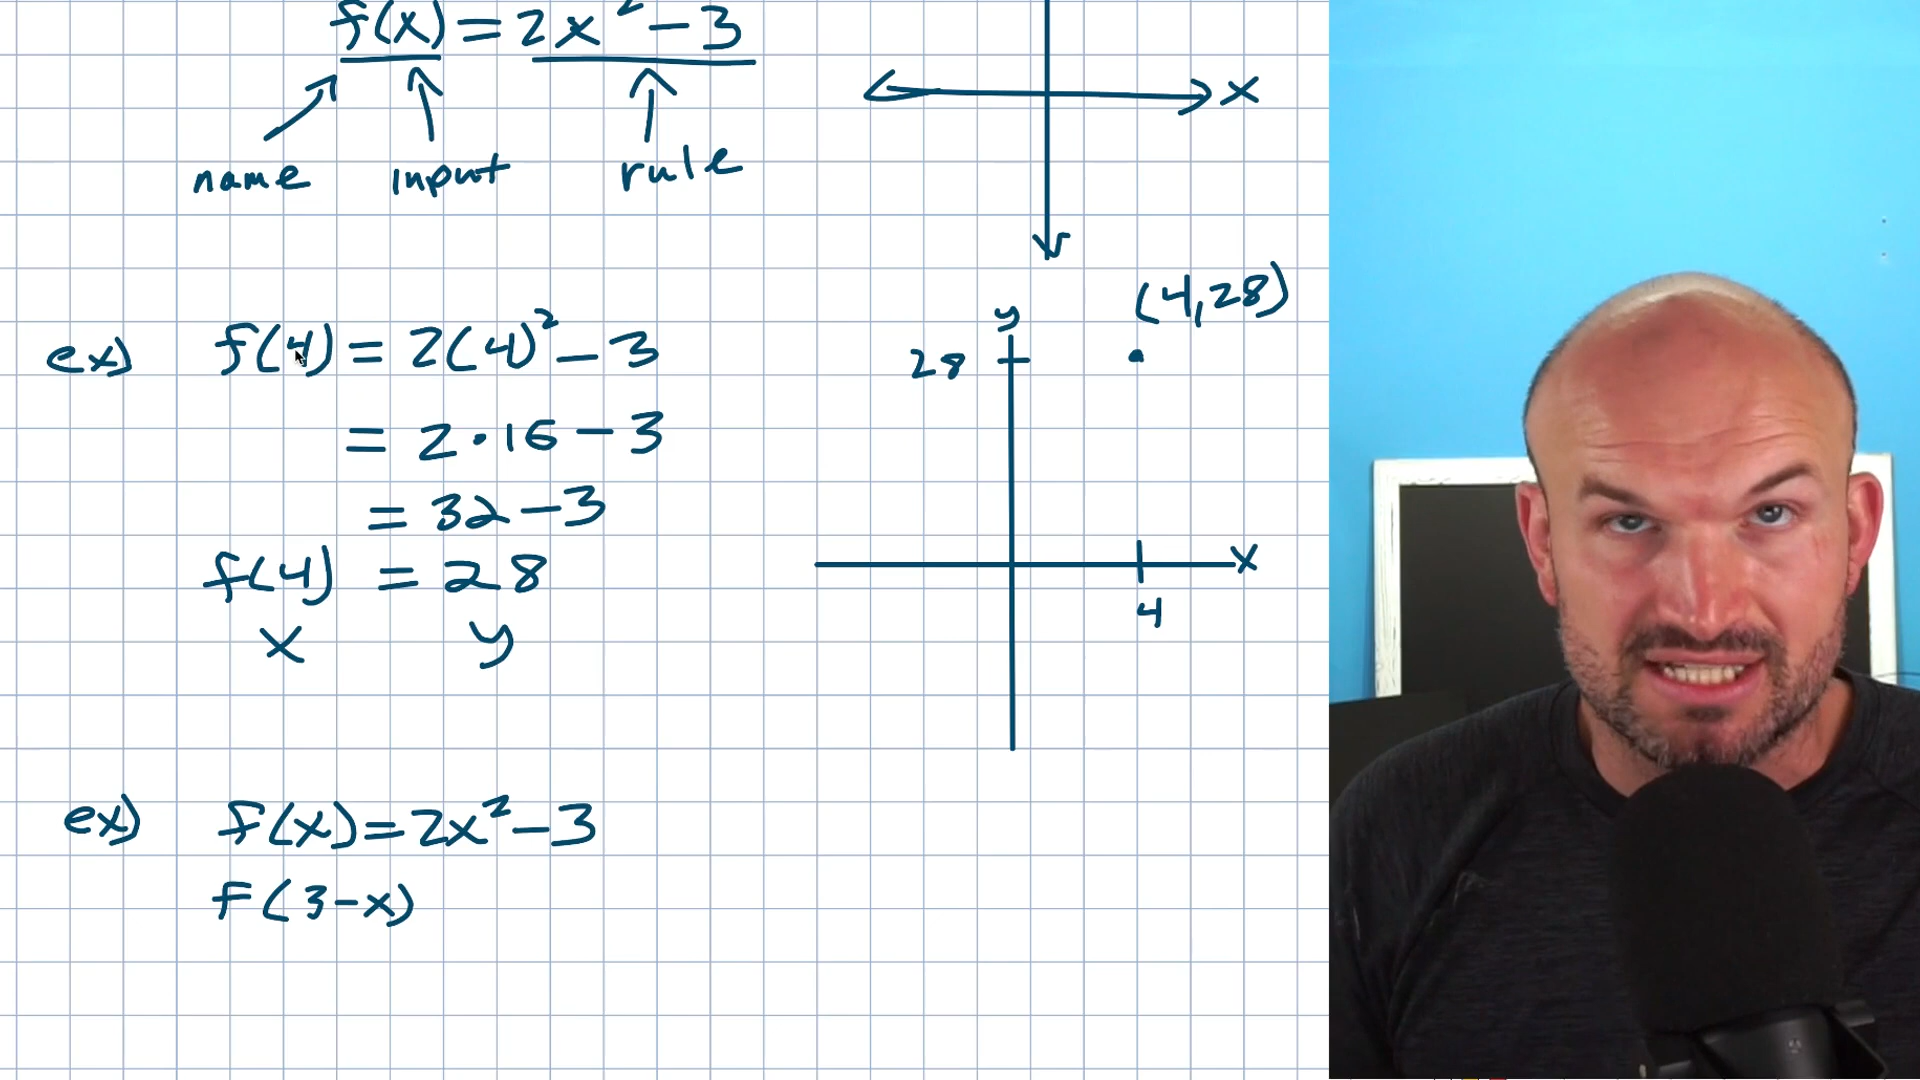 f(x) = 2x² - 3
name input rule
x
ex) f(4) = 2(4)² - 3
= 2 · 16 - 3
= 32 - 3
f(4) = 28
x y
(4,28)
y
28
x
4
ex) f(x) = 2x² - 3
f(3-x)